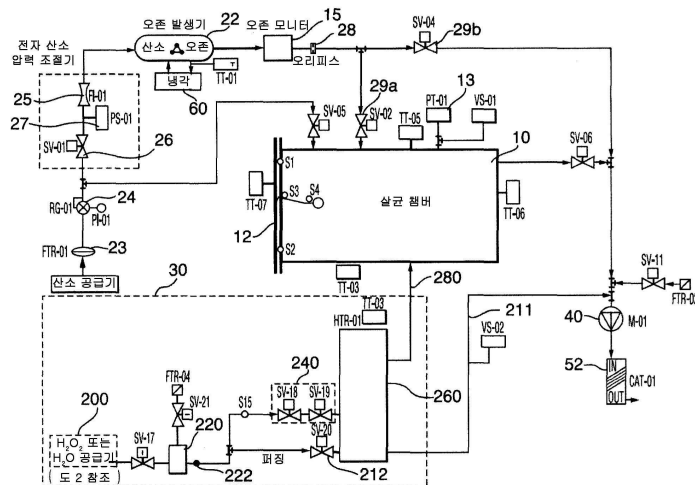 오존 발생기
22
오존 모니터
15
28
SV-04
29b
전자 산소
압력 조절기
산소
오존
오리피스
TT-01
냉각
60
29a
25
FI-01
27
PS-01
SV-01
26
SV-05
SV-02
TT-05
PT-01
13
VS-01
10
SV-06
S1
S3
S4
TT-07
살균 챔버
TT-06
12
S2
RG-01
24
PI-01
FTR-01
23
산소 공급기
TT-03
280
SV-11
30
TT-03
HTR-01
211
40
M-01
VS-02
240
SV-18
SV-19
260
52
IN
OUT
CAT-01
FTR-04
SV-21
S15
200
SV-17
220
SV-20
H₂O₂ 또는
H₂O 공급기
(도 2 참조)
222
퍼징
212